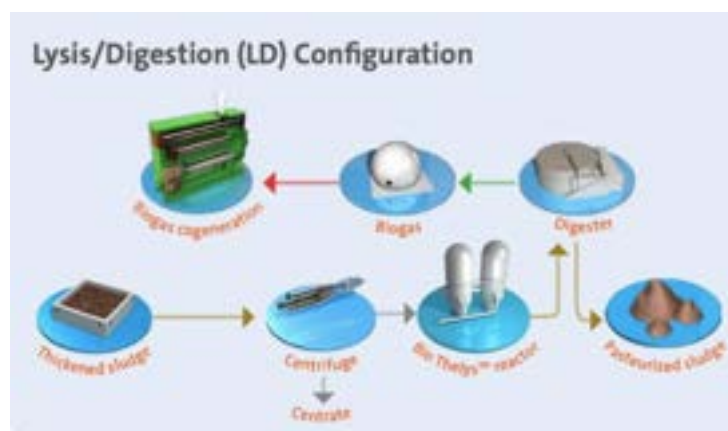 Lysis/Digestion (LD) Configuration
Biogas cogeneration
Biogas
Digester
Thickened sludge
Centrifuge
Bio Thelys™ reactor
Pasteurized sludge
Centrate